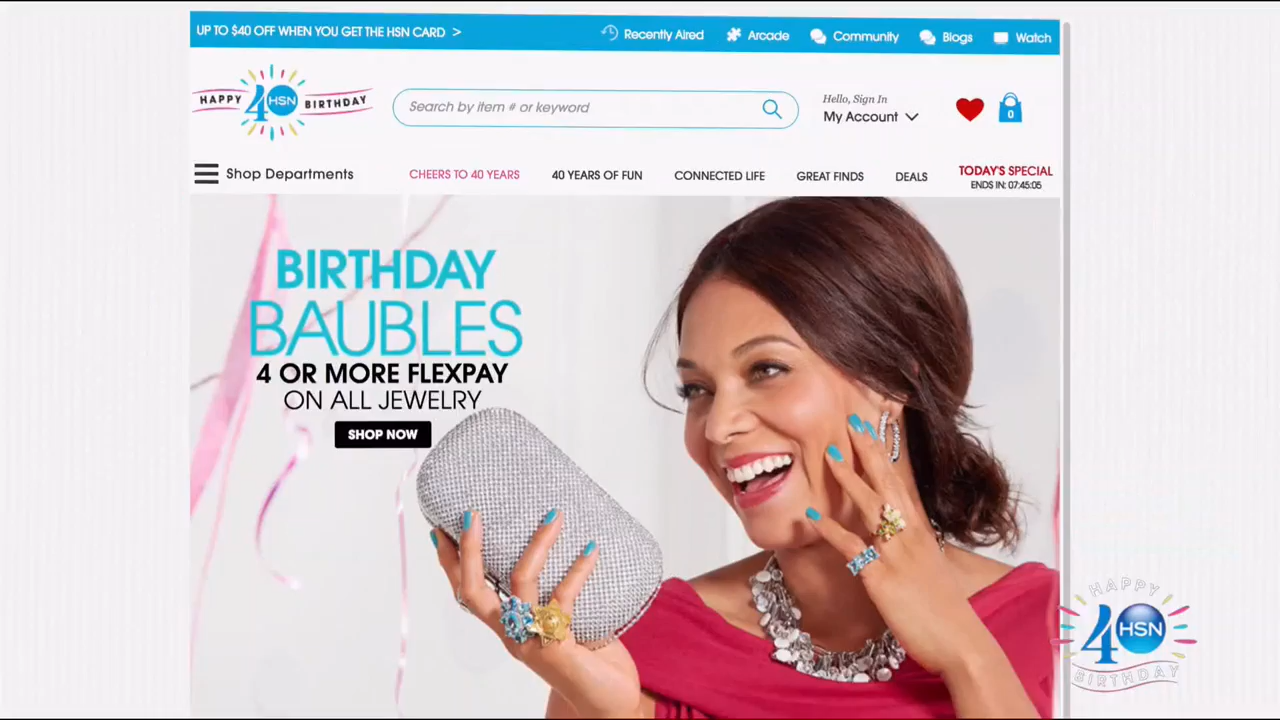 UP TO $40 OFF WHEN YOU GET THE HSN CARD >
Recently Aired
Arcade
Community
Blogs
Watch
HAPPY 40 HSN BIRTHDAY
Search by item # or keyword
Hello, Sign In
My Account
0
Shop Departments
CHEERS TO 40 YEARS
40 YEARS OF FUN
CONNECTED LIFE
GREAT FINDS
DEALS
TODAY'S SPECIAL
ENDS IN: 07:45:05
BIRTHDAY
BAUBLES
4 OR MORE FLEXPAY
ON ALL JEWELRY
SHOP NOW
HAPPY
40 HSN
BIRTHDAY